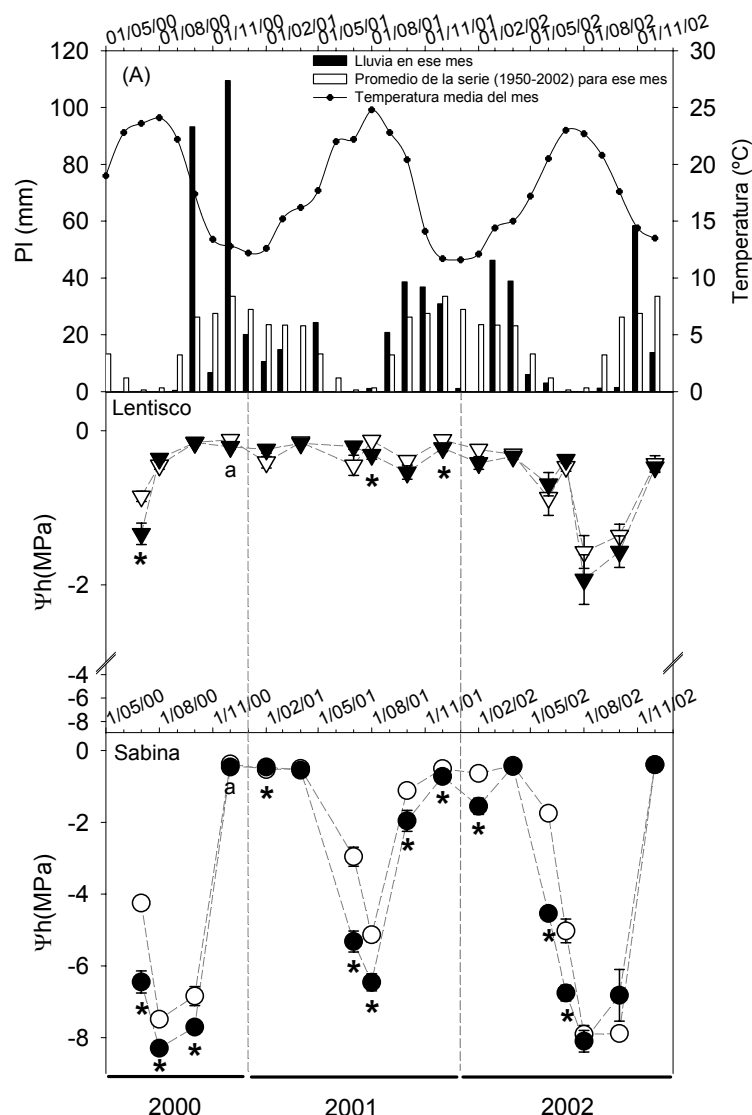 01/05/00 01/08/00 01/11/00 01/02/01 01/05/01 01/08/01 01/11/01 01/02/02 01/05/02 01/08/02 01/11/02
(A)
Lluvia en ese mes
Promedio de la serie (1950-2002) para ese mes
Temperatura media del mes
120
100
80
60
40
20
0
Pl (mm)
30
25
20
15
10
5
0
Temperatura (ºC)
Lentisco
0
-2
-4
-6
-8
Ψh(MPa)
*
a
*
*
1/05/00 1/08/00 1/11/00 1/02/01 1/05/01 1/08/01 1/11/01 1/02/02 1/05/02 1/08/02 1/11/02
Sabina
0
-2
-4
-6
-8
Ψh(MPa)
*
*
*
a
*
*
*
*
*
*
*
*
2000 2001 2002